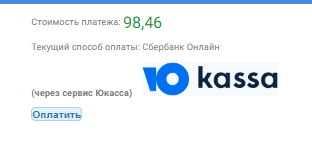 Стоимость платежа: 98,46
Текущий способ оплаты: Сбербанк Онлайн
(через сервис Юкасса) Ю kassa
Оплатить